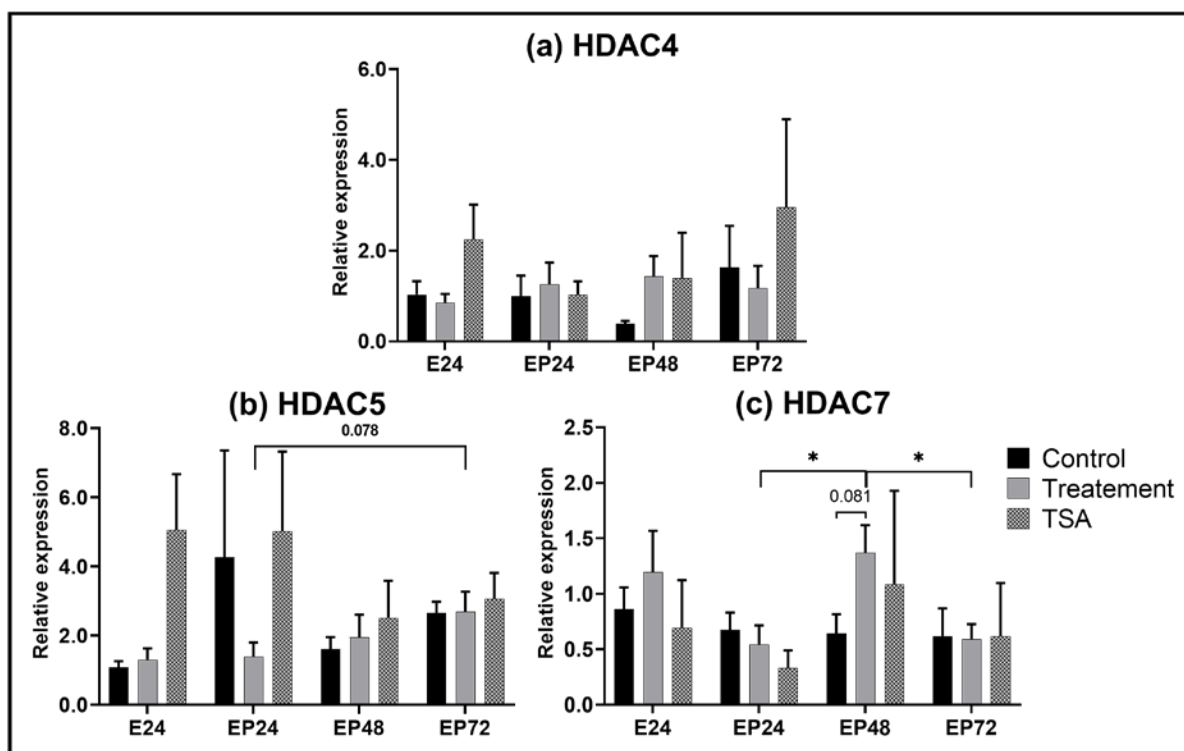 (a) HDAC4
Relative expression
6.0
4.0
2.0
0.0
E24 EP24 EP48 EP72
(b) HDAC5
Relative expression
8.0
6.0
4.0
2.0
0.0
0.078
E24 EP24 EP48 EP72
(c) HDAC7
Relative expression
2.5
2.0
1.5
1.0
0.5
0.0
* *
0.081
E24 EP24 EP48 EP72
Control
Treatement
TSA